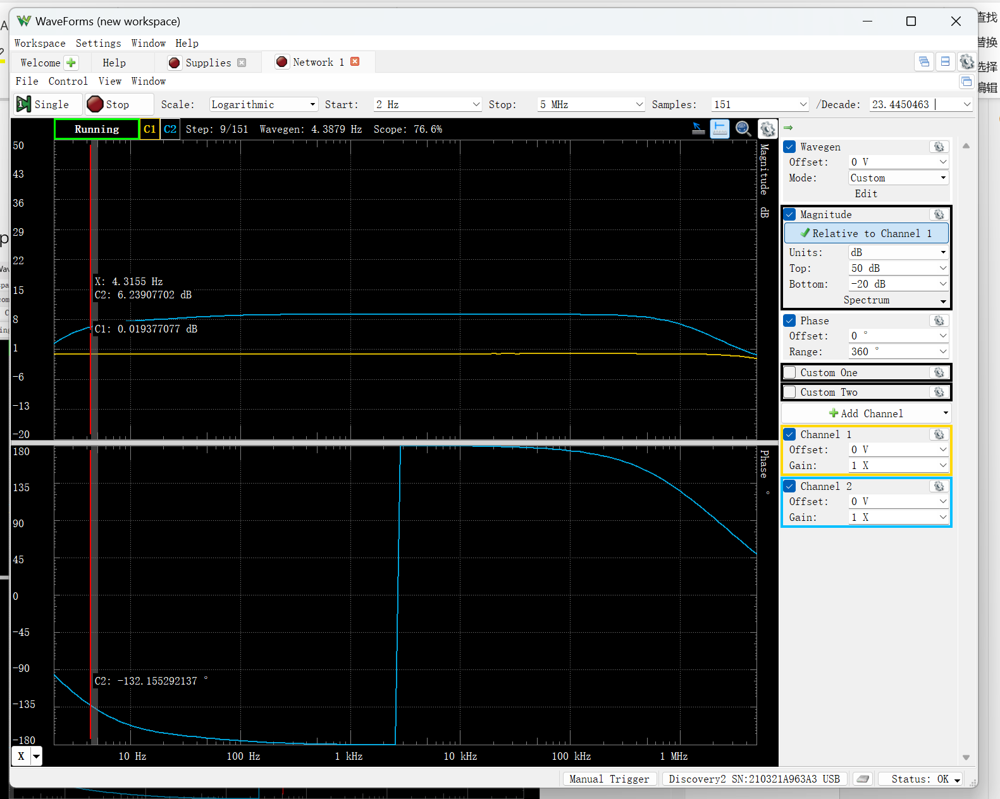 WaveForms (new workspace)
查找
Workspace Settings Window Help
替换
Welcome Help Supplies Network 1
选择
File Control View Window
编辑
Single Stop Scale: Logarithmic Start: 2 Hz Stop: 5 MHz Samples: 151 /Decade: 23.4450463
Running C1 C2 Step: 9/151 Wavegen: 4.3879 Hz Scope: 76.6%
50
43
36
29
22
15
8
1
-6
-13
-20
Magnitude dB
X: 4.3155 Hz
C2: 6.23907702 dB
C1: 0.019377077 dB
180
135
90
45
0
-45
-90
-135
-180
Phase °
C2: -132.155292137 °
X
10 Hz 100 Hz 1 kHz 10 kHz 100 kHz 1 MHz
Wavegen
Offset: 0 V
Mode: Custom
Edit
Magnitude
Relative to Channel 1
Units: dB
Top: 50 dB
Bottom: -20 dB
Spectrum
Phase
Offset: 0 °
Range: 360 °
Custom One
Custom Two
Add Channel
Channel 1
Offset: 0 V
Gain: 1 X
Channel 2
Offset: 0 V
Gain: 1 X
Manual Trigger Discovery2 SN:210321A963A3 USB Status: OK